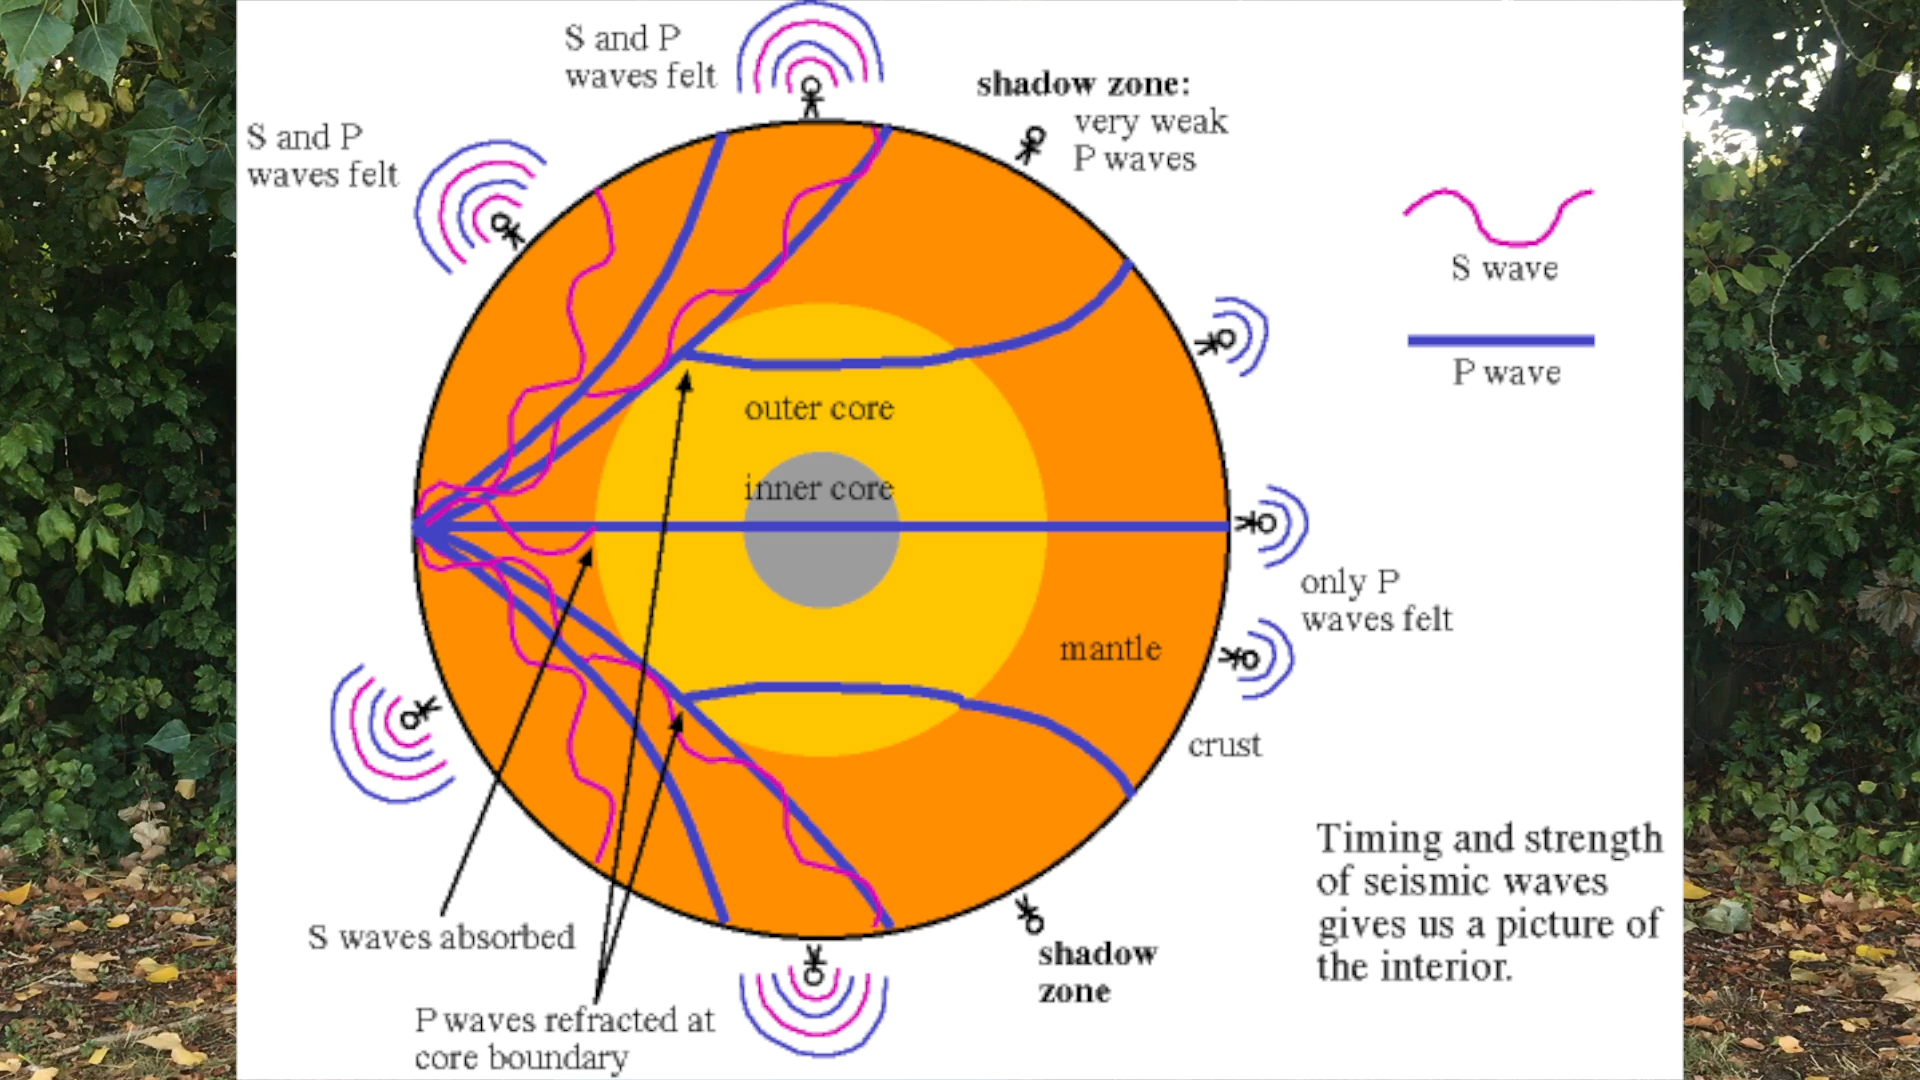 S and P
waves felt
S and P
waves felt
shadow zone:
very weak
P waves
S wave
P wave
outer core
inner core
only P
waves felt
mantle
crust
Timing and strength
of seismic waves
gives us a picture of
the interior.
S waves absorbed
shadow
zone
P waves refracted at
core boundary